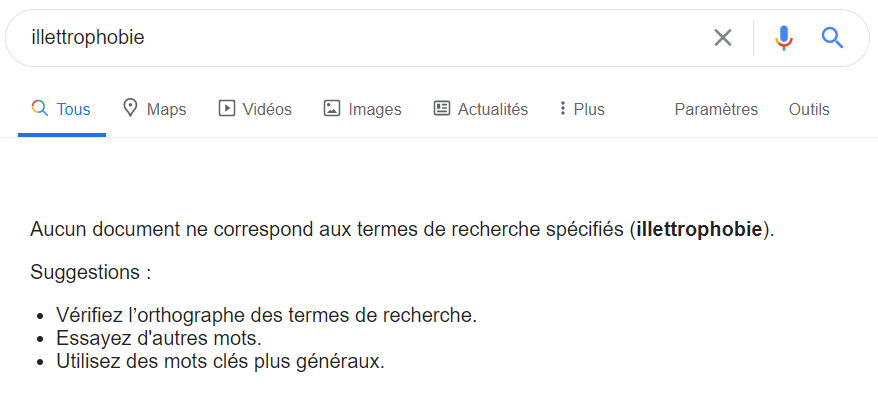 illettrophobie
Tous Maps Vidéos Images Actualités Plus Paramètres Outils
Aucun document ne correspond aux termes de recherche spécifiés (illettrophobie).
Suggestions :
• Vérifiez l’orthographe des termes de recherche.
• Essayez d'autres mots.
• Utilisez des mots clés plus généraux.